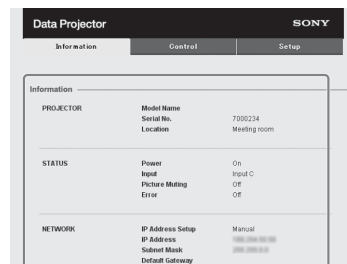 Data Projector SONY
Information Control Setup
Information
PROJECTOR Model Name
Serial No. 7000234
Location Meeting room
STATUS Power On
Input Input C
Picture Muting Off
Error Off
NETWORK IP Address Setup Manual
IP Address
Subnet Mask
Default Gateway